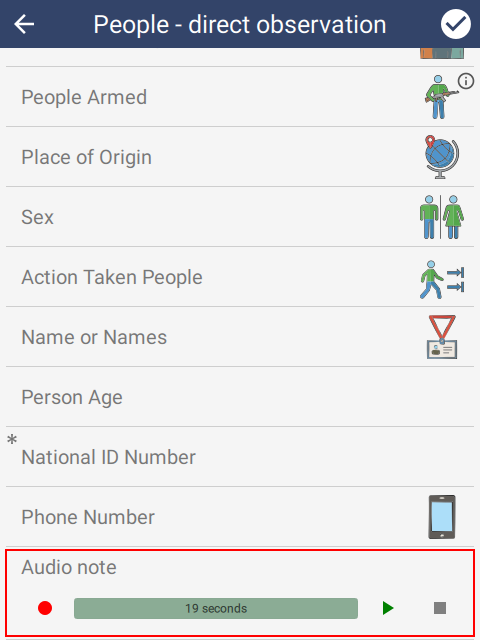 People - direct observation
People Armed
Place of Origin
Sex
Action Taken People
Name or Names
Person Age
*
National ID Number
Phone Number
Audio note
19 seconds